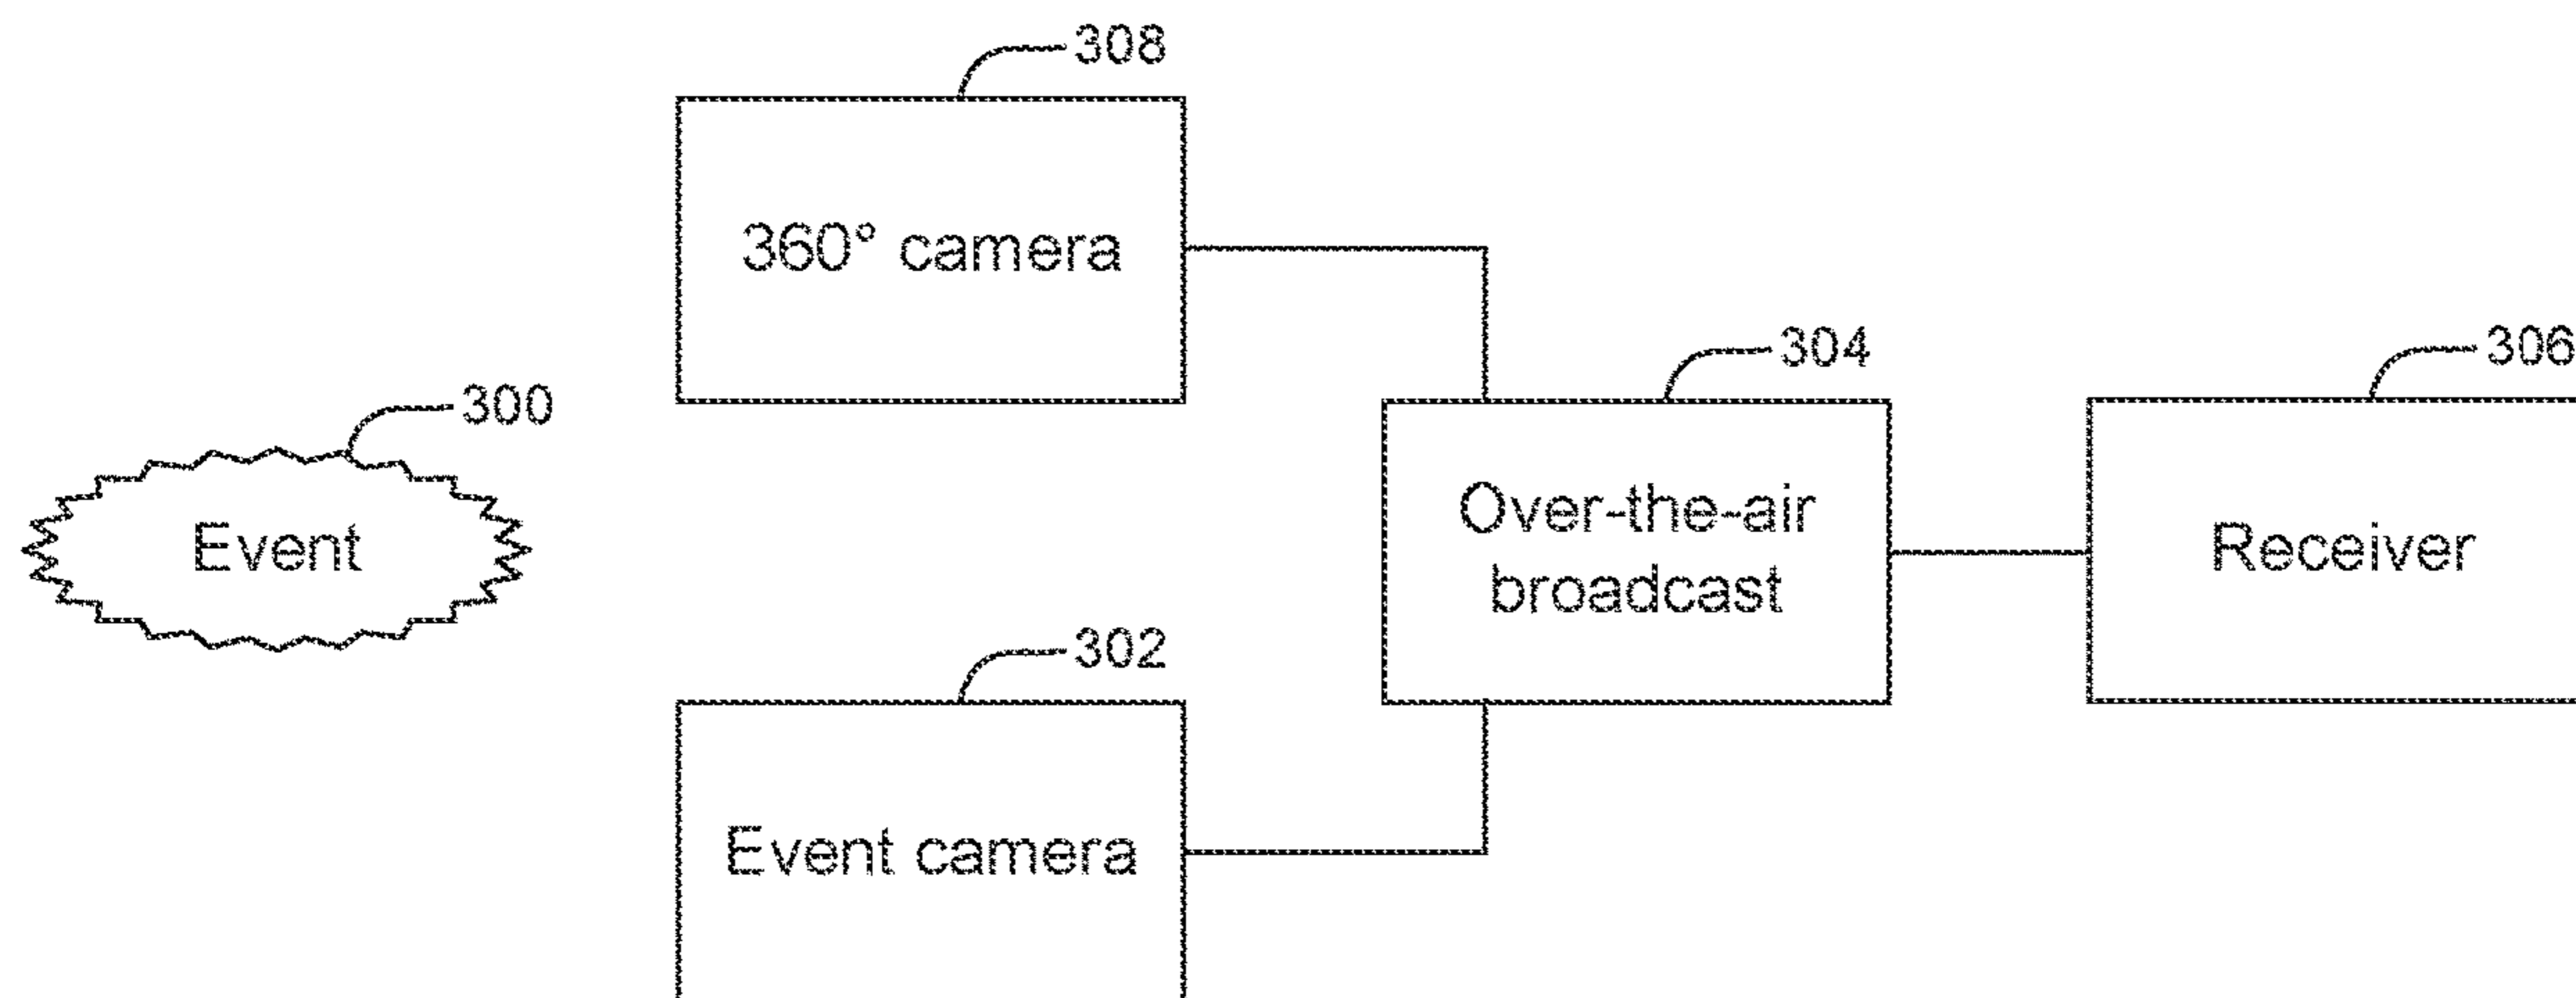 308
360° camera
304
306
300
Over-the-air
broadcast
Receiver
Event
302
Event camera